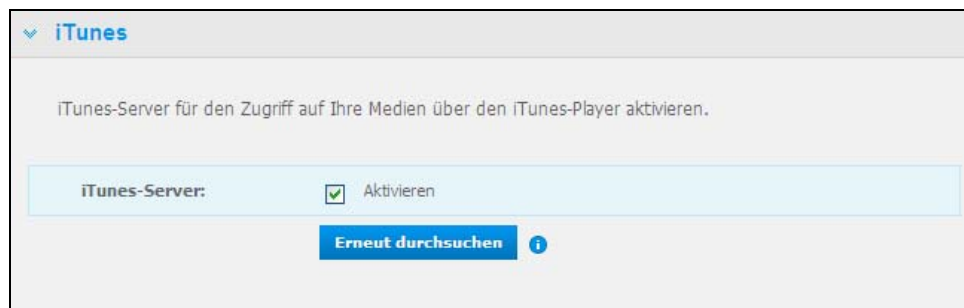 iTunes
iTunes-Server für den Zugriff auf Ihre Medien über den iTunes-Player aktivieren.
iTunes-Server: Aktivieren
Erneut durchsuchen